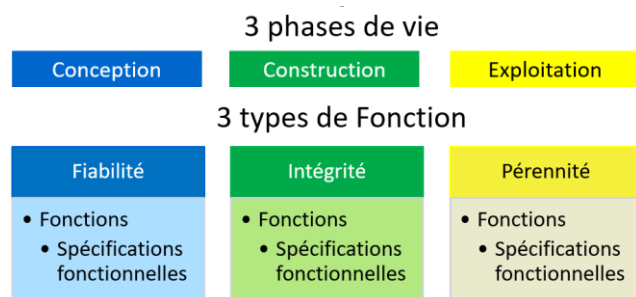 3 phases de vie
Conception
Construction
Exploitation
3 types de Fonction
Fiabilité
Intégrité
Pérennité
• Fonctions
• Spécifications
fonctionnelles
• Fonctions
• Spécifications
fonctionnelles
• Fonctions
• Spécifications
fonctionnelles